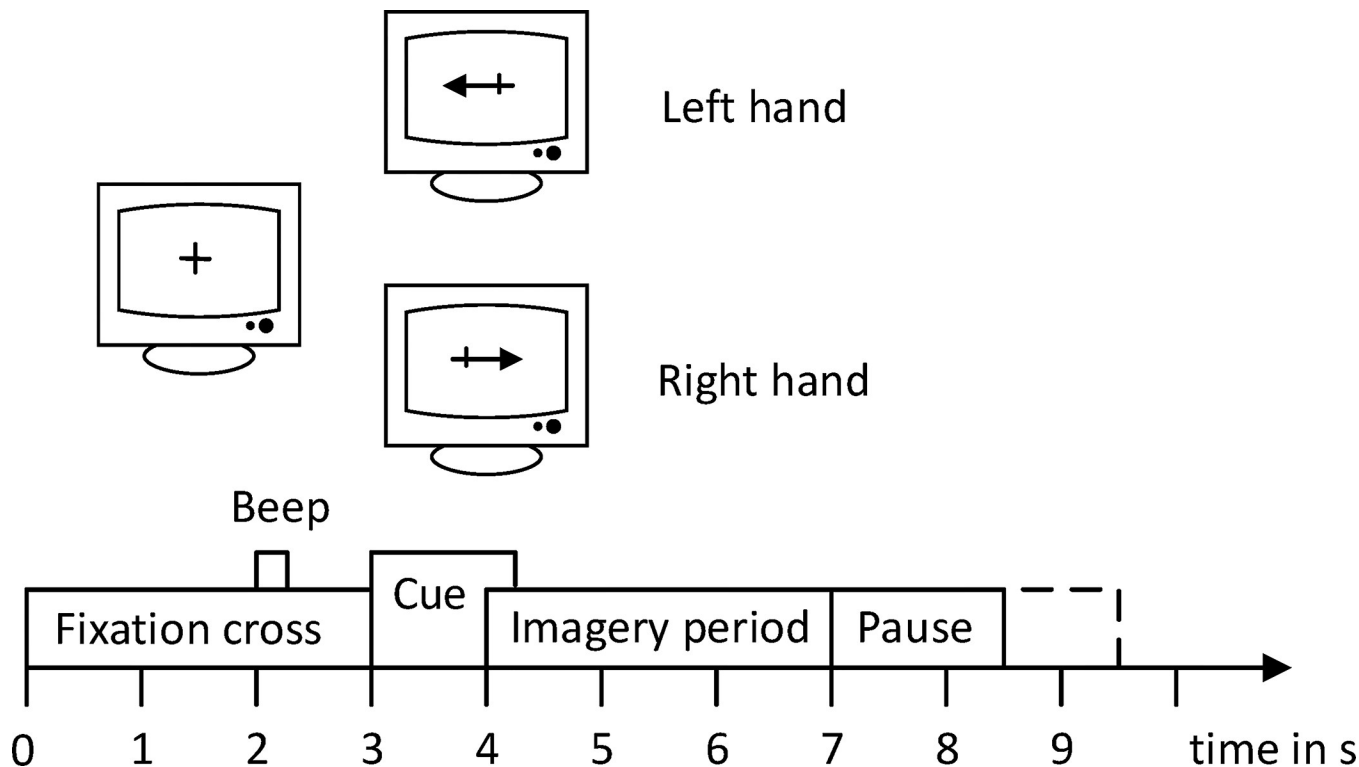 Left hand
Right hand
Beep
Cue
Fixation cross
Imagery period
Pause
0 1 2 3 4 5 6 7 8 9 time in s